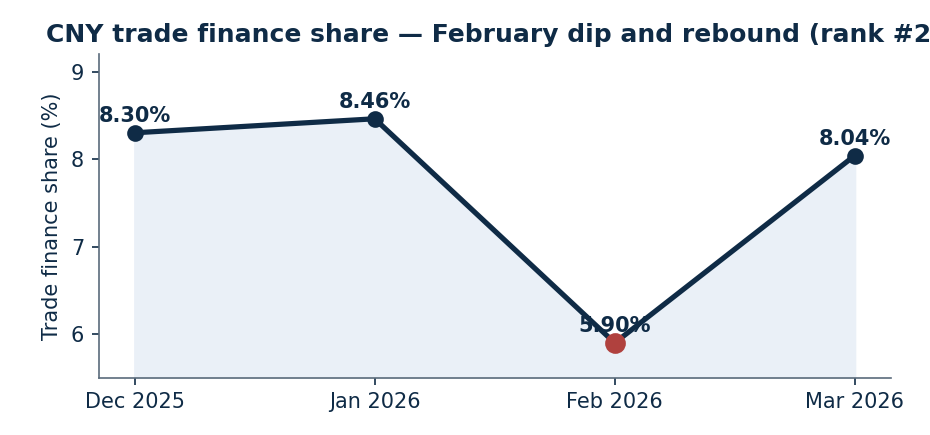 CNY trade finance share — February dip and rebound (rank #2
9
8
7
6
Trade finance share (%)
8.30%
8.46%
5.90%
8.04%
Dec 2025
Jan 2026
Feb 2026
Mar 2026